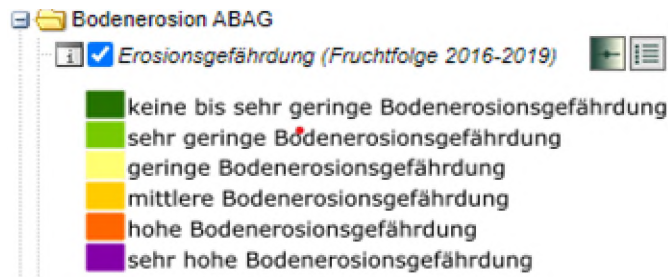 Bodenerosion ABAG
Erosionsgefährdung (Fruchtfolge 2016-2019)
keine bis sehr geringe Bodenerosionsgefährdung
sehr geringe Bodenerosionsgefährdung
geringe Bodenerosionsgefährdung
mittlere Bodenerosionsgefährdung
hohe Bodenerosionsgefährdung
sehr hohe Bodenerosionsgefährdung